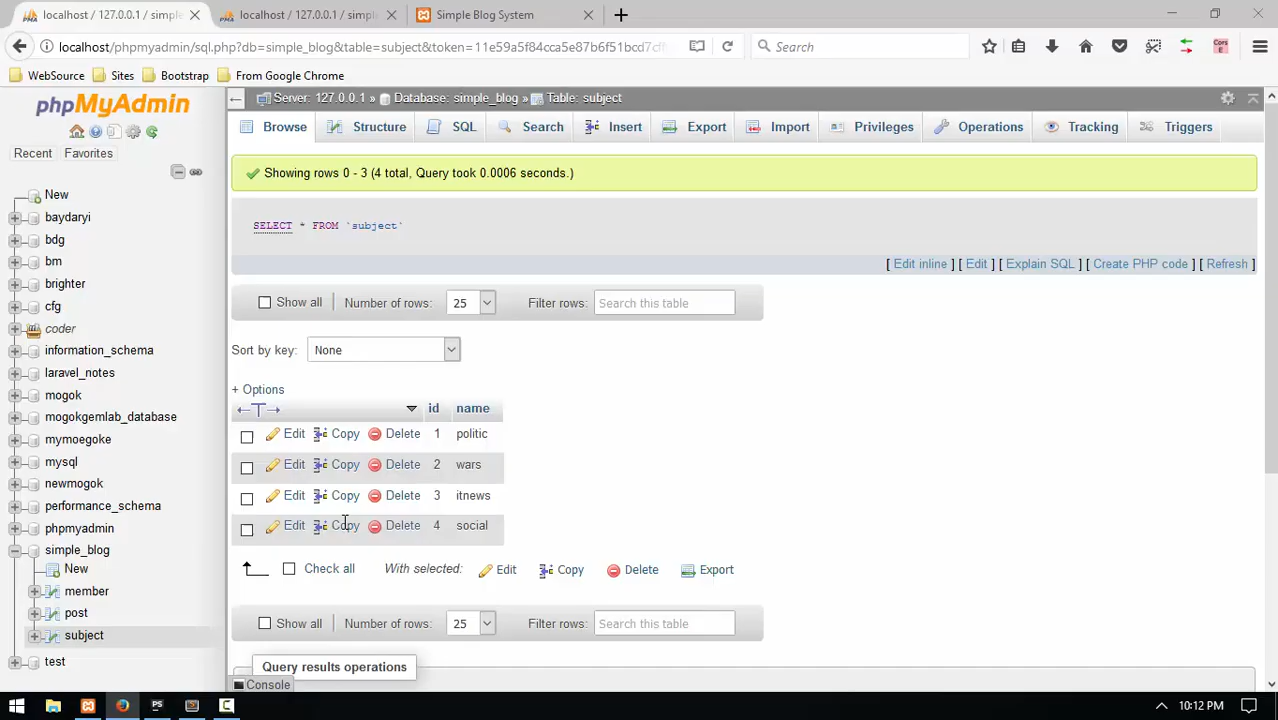 localhost / 127.0.0.1 / simple
localhost / 127.0.0.1 / simpl
Simple Blog System
localhost/phpmyadmin/sql.php?db=simple_blog&table=subject&token=11e59a5f84cca5e87b6f51bcd7cf
Search
WebSource
Sites
Bootstrap
From Google Chrome
phpMyAdmin
Recent
Favorites
New
baydaryi
bdg
bm
brighter
cfg
coder
information_schema
laravel_notes
mogok
mogokgemlab_database
mymoegoke
mysql
newmogok
performance_schema
phpmyadmin
simple_blog
New
member
post
subject
test
Server: 127.0.0.1 » Database: simple_blog » Table: subject
Browse
Structure
SQL
Search
Insert
Export
Import
Privileges
Operations
Tracking
Triggers
Showing rows 0 - 3 (4 total, Query took 0.0006 seconds.)
SELECT * FROM `subject`
[ Edit inline ] [ Edit ] [ Explain SQL ] [ Create PHP code ] [ Refresh ]
Show all
Number of rows: 25
Filter rows: Search this table
Sort by key: None
+ Options
id name
Edit Copy Delete 1 politic
Edit Copy Delete 2 wars
Edit Copy Delete 3 itnews
Edit Copy Delete 4 social
Check all With selected: Edit Copy Delete Export
Show all
Number of rows: 25
Filter rows: Search this table
Query results operations
Console
10:12 PM